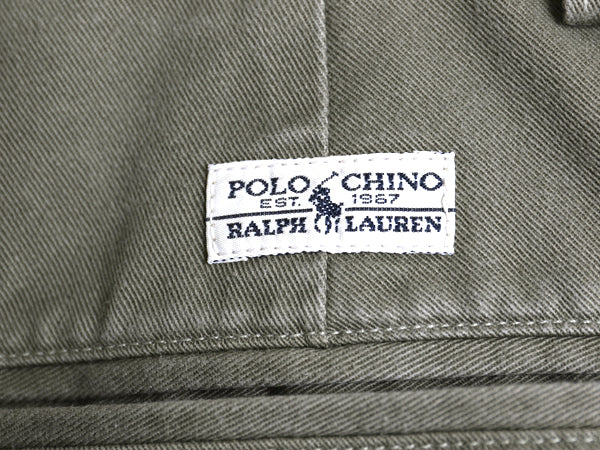 POLO CHINO
EST. 1967
RALPH LAUREN